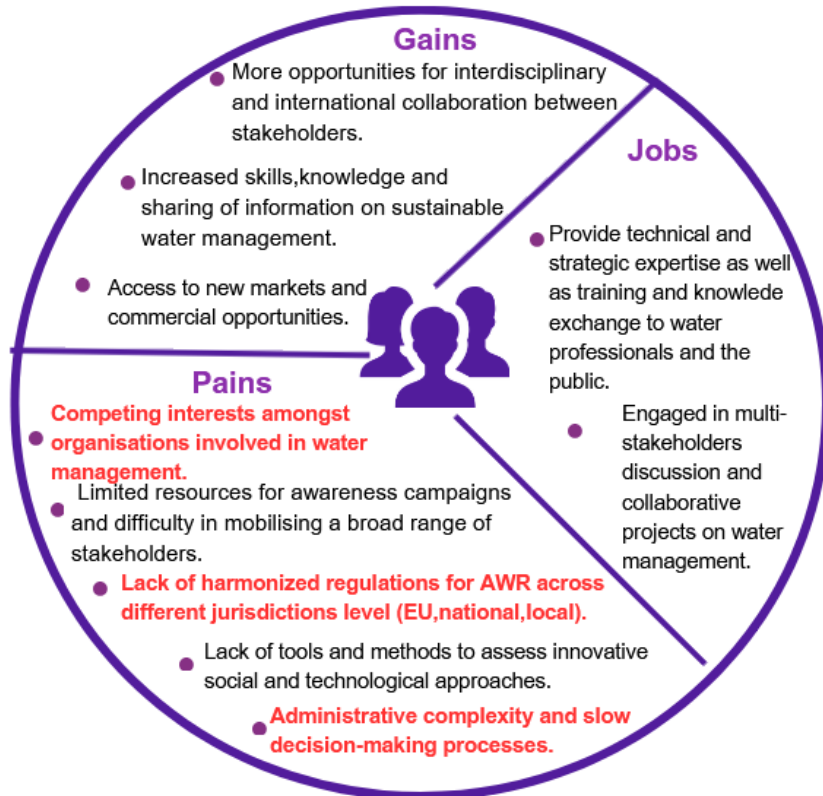 Gains
More opportunities for interdisciplinary
and international collaboration between
stakeholders.
Increased skills,knowledge and
sharing of information on sustainable
water management.
Access to new markets and
commercial opportunities.
Jobs
Provide technical and
strategic expertise as well
as training and knowlede
exchange to water
professionals and the
public.
Engaged in multi-
stakeholders
discussion and
collaborative
projects on water
management.
Pains
Competing interests amongst
organisations involved in water
management.
Limited resources for awareness campaigns
and difficulty in mobilising a broad range of
stakeholders.
Lack of harmonized regulations for AWR across
different jurisdictions level (EU,national,local).
Lack of tools and methods to assess innovative
social and technological approaches.
Administrative complexity and slow
decision-making processes.